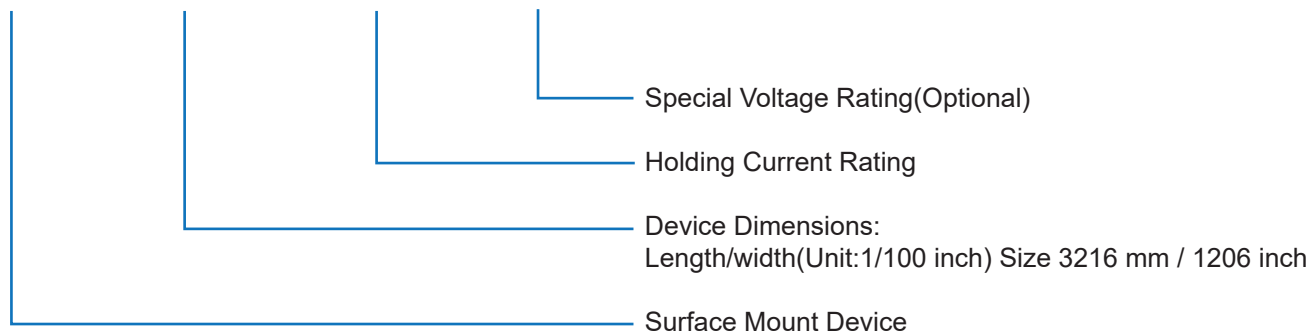 Special Voltage Rating(Optional)
Holding Current Rating
Device Dimensions:
Length/width(Unit:1/100 inch) Size 3216 mm / 1206 inch
Surface Mount Device